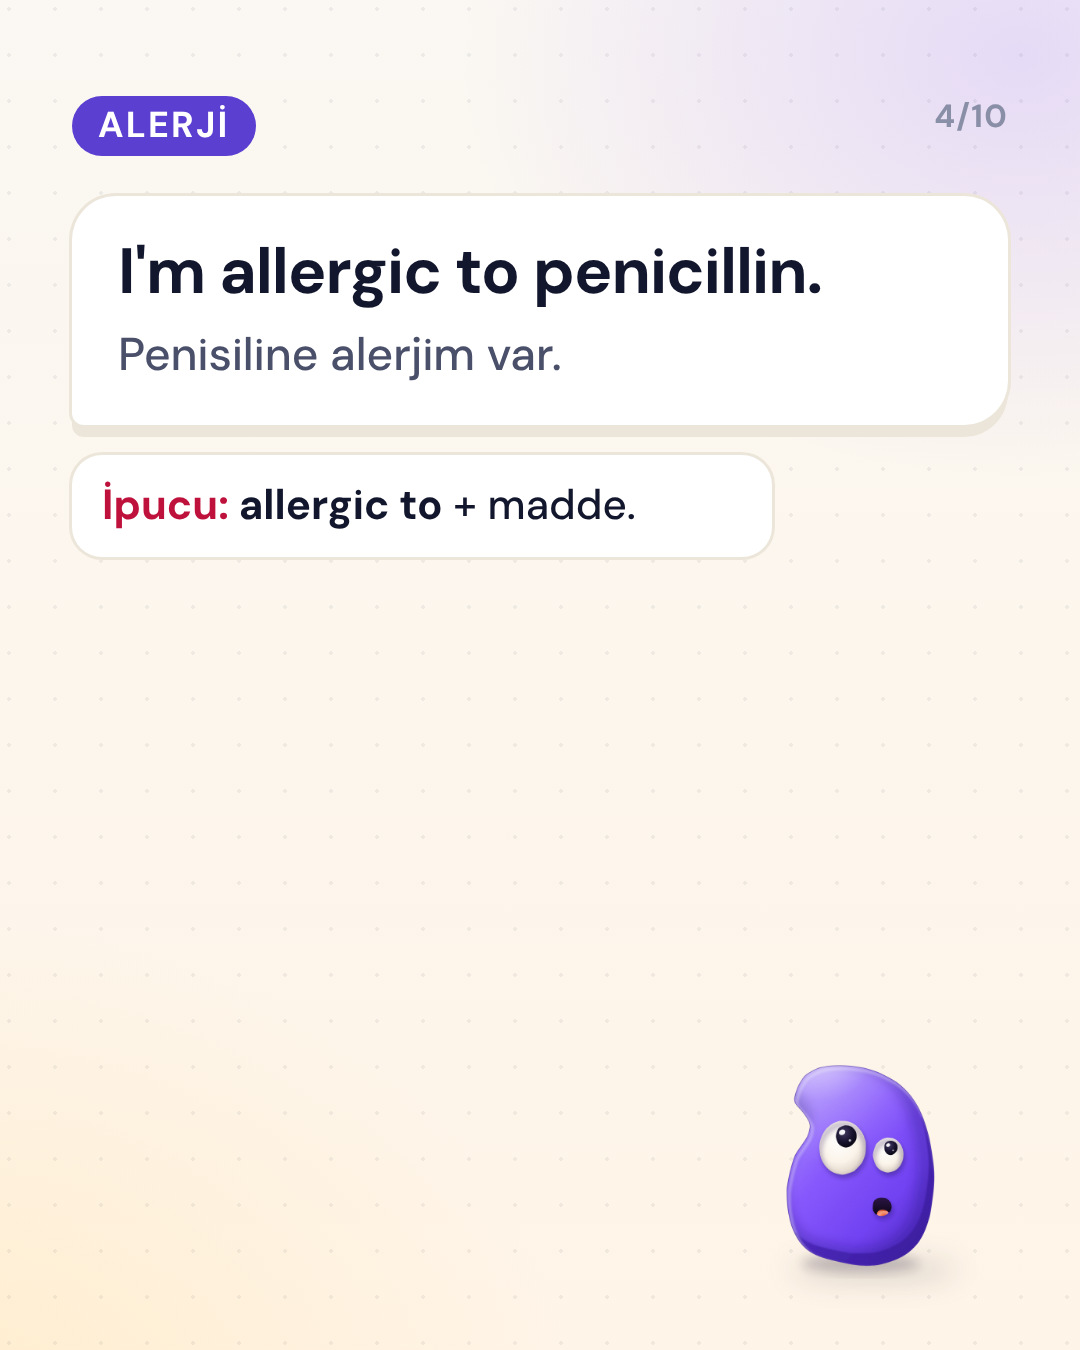 ALERJİ
4/10
I'm allergic to penicillin.
Penisiline alerjim var.
İpucu: allergic to + madde.